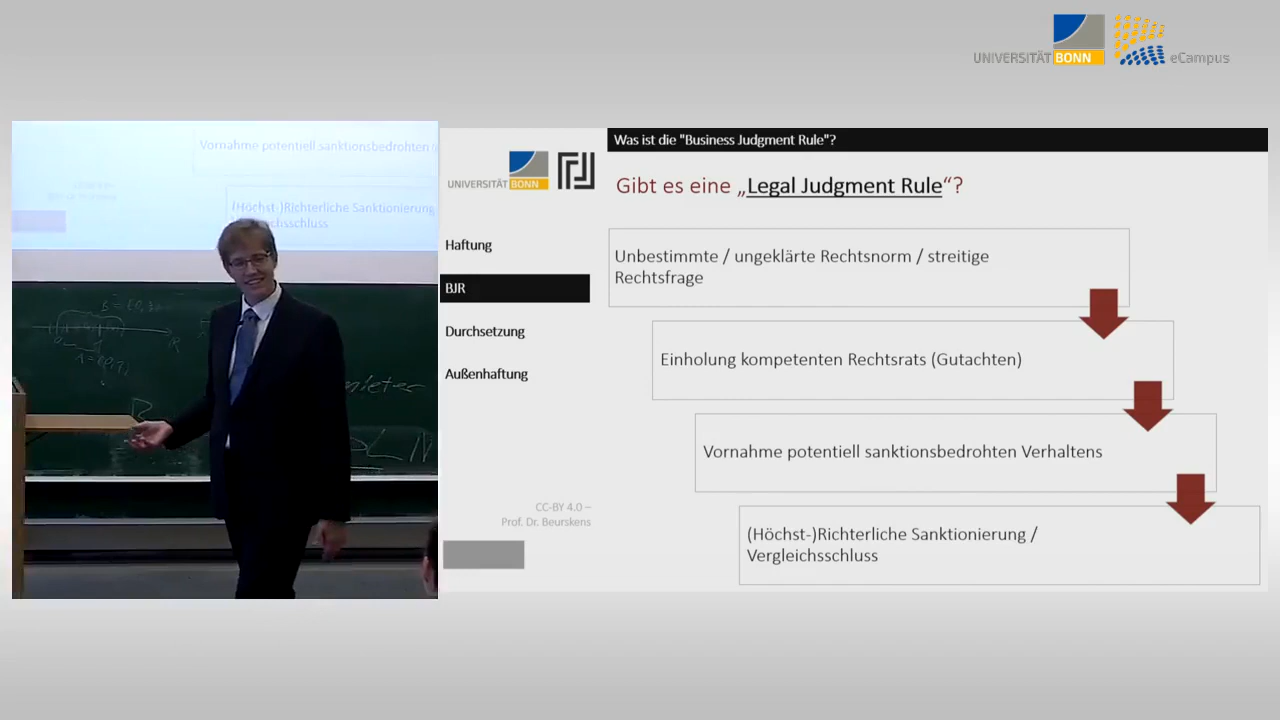 UNIVERSITÄT BONN eCampus
Vornahme potentiell sanktionsbedrohten
(Höchst-)Richterliche Sanktionierung
Was ist die "Business Judgment Rule"?
UNIVERSITÄT BONN
Gibt es eine „Legal Judgment Rule“?
Haftung
BJR
Durchsetzung
Außenhaftung
Unbestimmte / ungeklärte Rechtsnorm / streitige
Rechtsfrage
Einholung kompetenten Rechtsrats (Gutachten)
Vornahme potentiell sanktionsbedrohten Verhaltens
(Höchst-)Richterliche Sanktionierung /
Vergleichsschluss
CC-BY 4.0 –
Prof. Dr. Beurskens